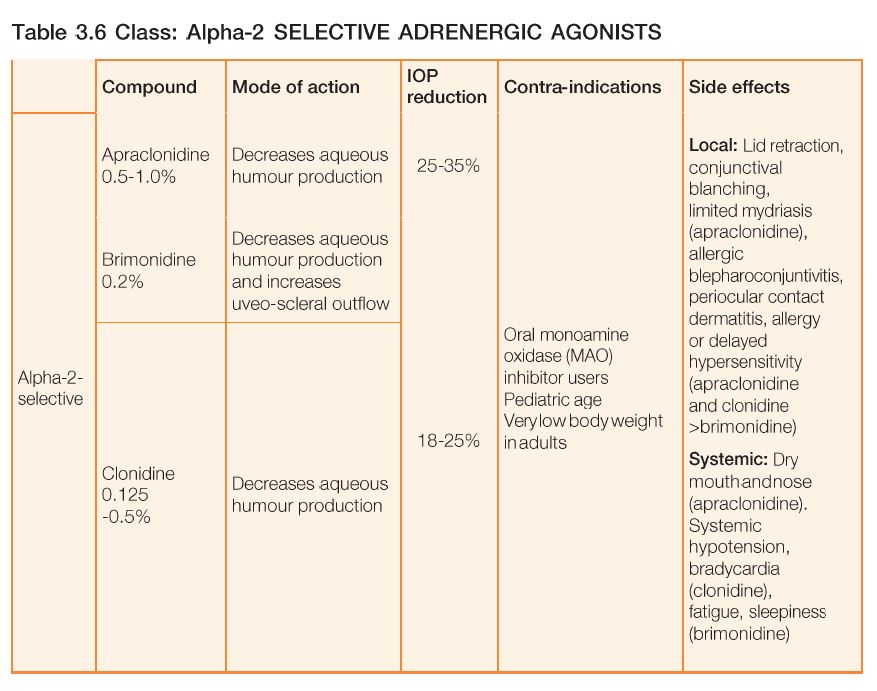 Table 3.6 Class: Alpha-2 SELECTIVE ADRENERGIC AGONISTS
Compound
Mode of action
IOP
reduction
Contra-indications
Side effects
Alpha-2-
selective
Apraclonidine
0.5-1.0%
Decreases aqueous
humour production
25-35%
Brimonidine
0.2%
Decreases aqueous
humour production
and increases
uveo-scleral outflow
Clonidine
0.125
-0.5%
Decreases aqueous
humour production
18-25%
Oral monoamine
oxidase (MAO)
inhibitor users
Pediatric age
Very low body weight
in adults
Local: Lid retraction,
conjunctival
blanching,
limited mydriasis
(apraclonidine),
allergic
blepharoconjuntivitis,
periocular contact
dermatitis, allergy
or delayed
hypersensitivity
(apraclonidine
and clonidine
>brimonidine)
Systemic: Dry
mouth and nose
(apraclonidine).
Systemic
hypotension,
bradycardia
(clonidine),
fatigue, sleepiness
(brimonidine)